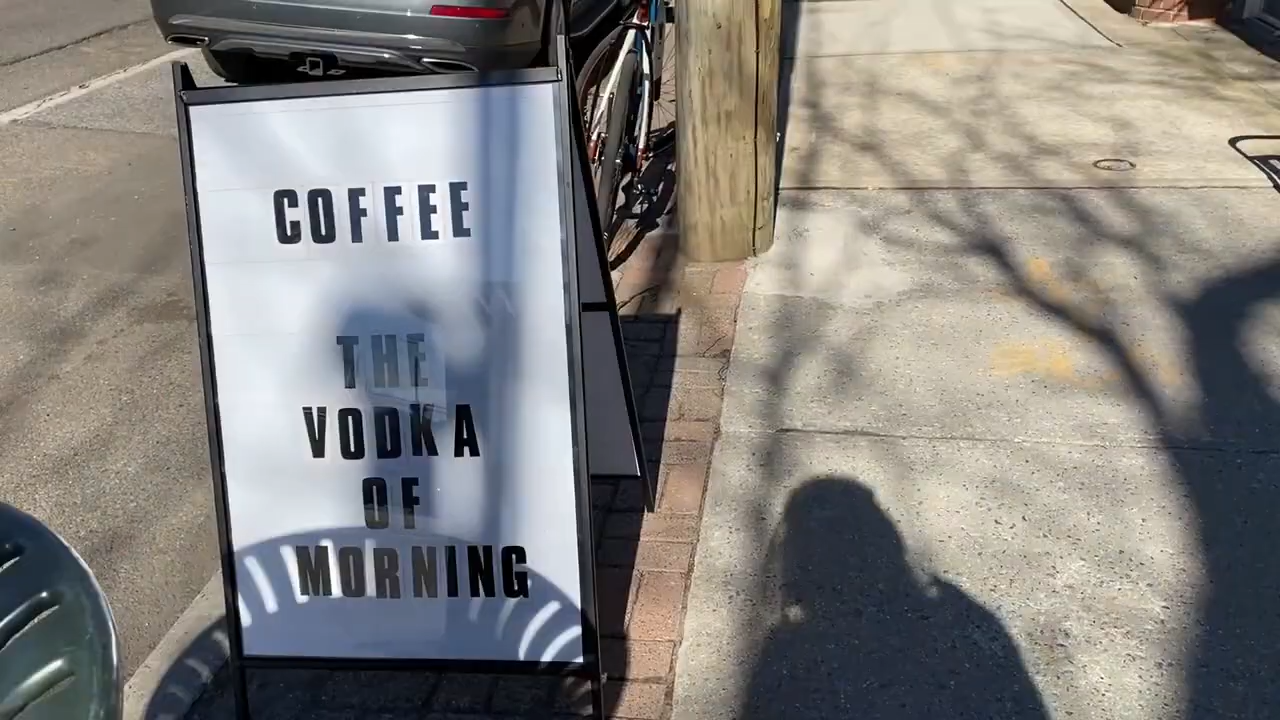 COFFEE
THE
VODKA
OF
MORNING